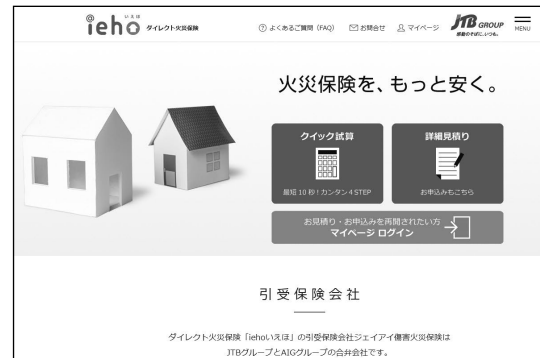 @ieho いえほ ダイレクト火災保険
よくあるご質問（FAQ） お問合せ マイページ JTB GROUP 感動のそばに、いつも。 MENU
火災保険を、もっと安く。
クイック試算
最短10秒！カンタン4STEP
詳細見積り
お申込みもこちら
お見積り・お申込みを再開されたい方
マイページ ログイン
引受保険会社
ダイレクト火災保険「iehoいえほ」の引受保険会社ジェイアイ傷害火災保険は
JTBグループとAIGグループの合弁会社です。